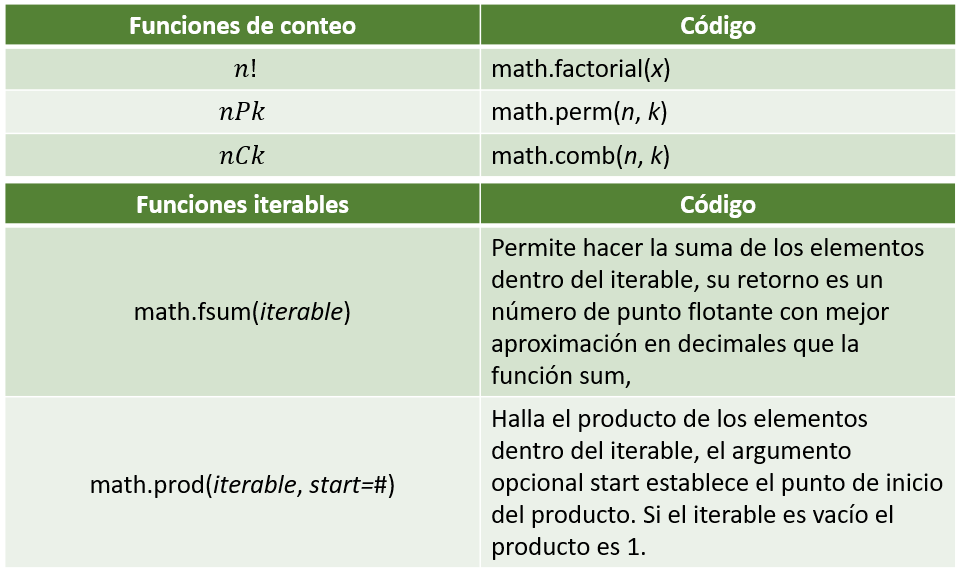 Funciones de conteo
Código
n!
math.factorial(x)
nPk
math.perm(n, k)
nCk
math.comb(n, k)
Funciones iterables
Código
math.fsum(iterable)
Permite hacer la suma de los elementos
dentro del iterable, su retorno es un
número de punto flotante con mejor
aproximación en decimales que la
función sum,
math.prod(iterable, start=#)
Halla el producto de los elementos
dentro del iterable, el argumento
opcional start establece el punto de inicio
del producto. Si el iterable es vacío el
producto es 1.